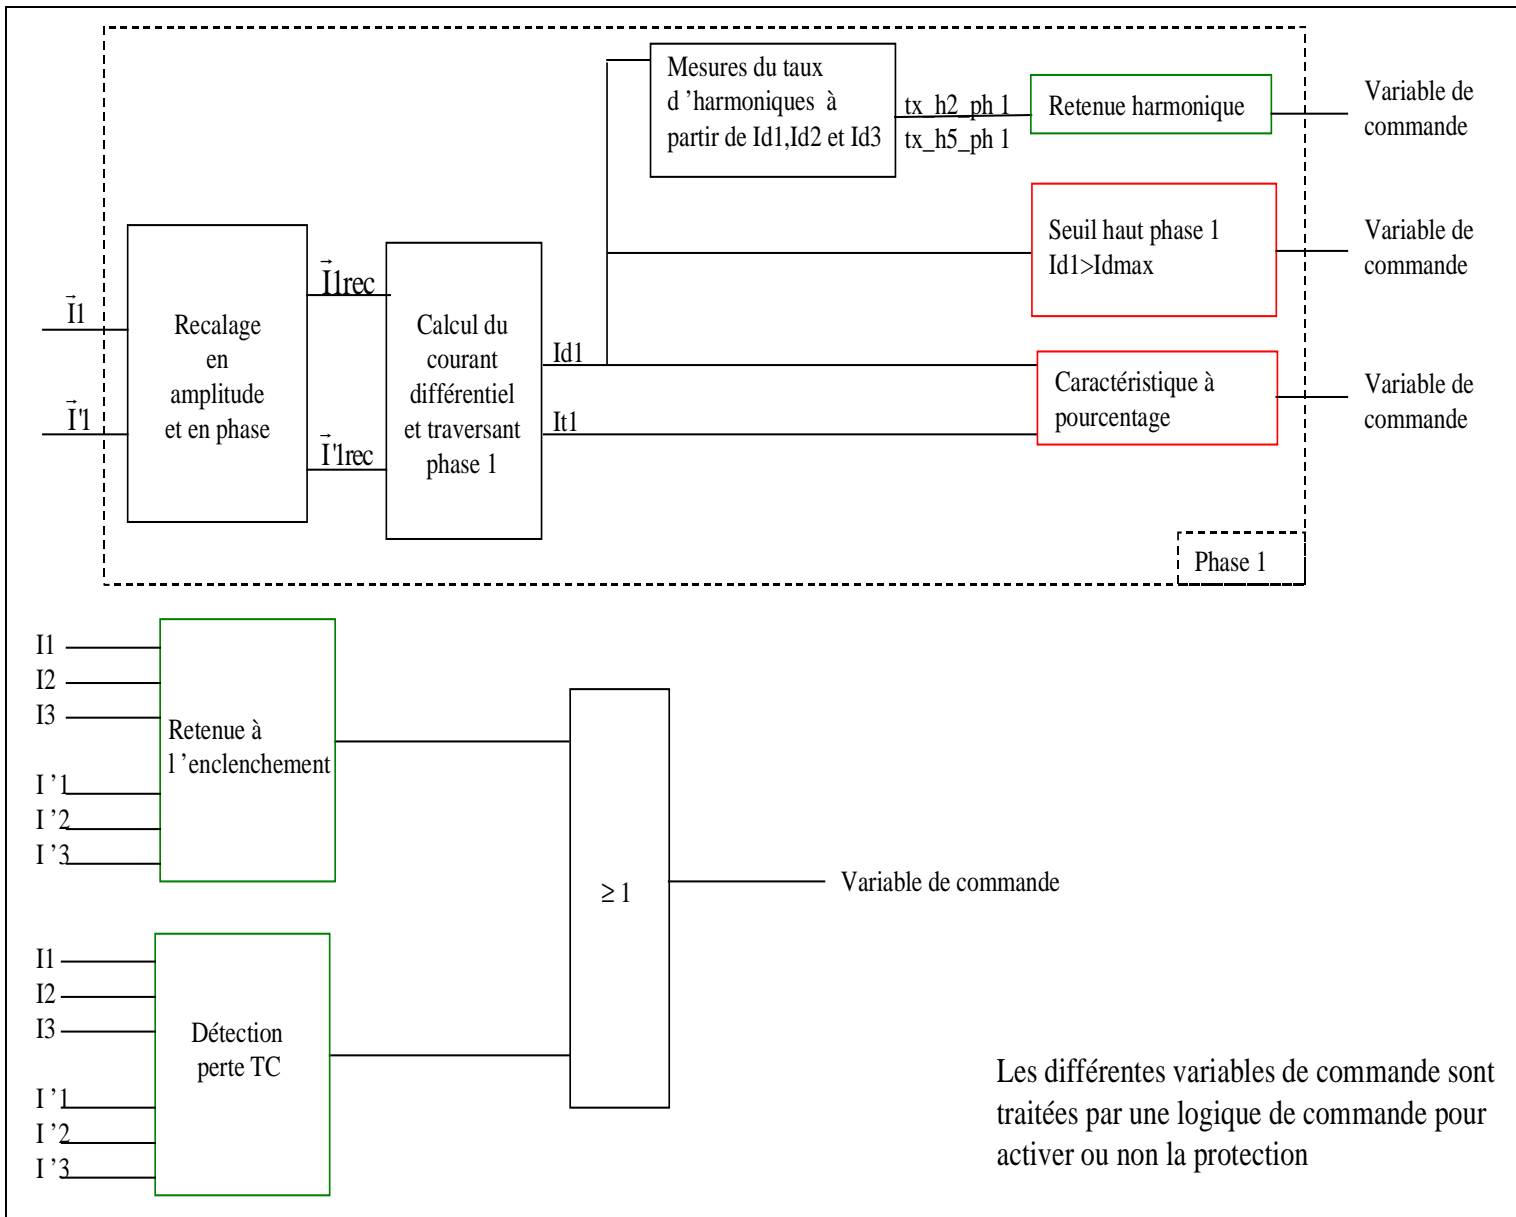 Mesures du taux
d ’harmoniques à
partir de Id1,Id2 et Id3
tx_h2_ph 1
tx_h5_ph 1
Retenue harmonique
Variable de
commande
Seuil haut phase 1
Id1>Idmax
Variable de
commande
I1
I'1
Recalage
en
amplitude
et en phase
I1rec
I'1rec
Calcul du
courant
différentiel
et traversant
phase 1
Id1
It1
Caractéristique à
pourcentage
Variable de
commande
Phase 1
I1
I2
I3
I ’1
I ’2
I ’3
Retenue à
l ’enclenchement
≥ 1
Variable de commande
I1
I2
I3
I ’1
I ’2
I ’3
Détection
perte TC
Les différentes variables de commande sont
traitées par une logique de commande pour
activer ou non la protection